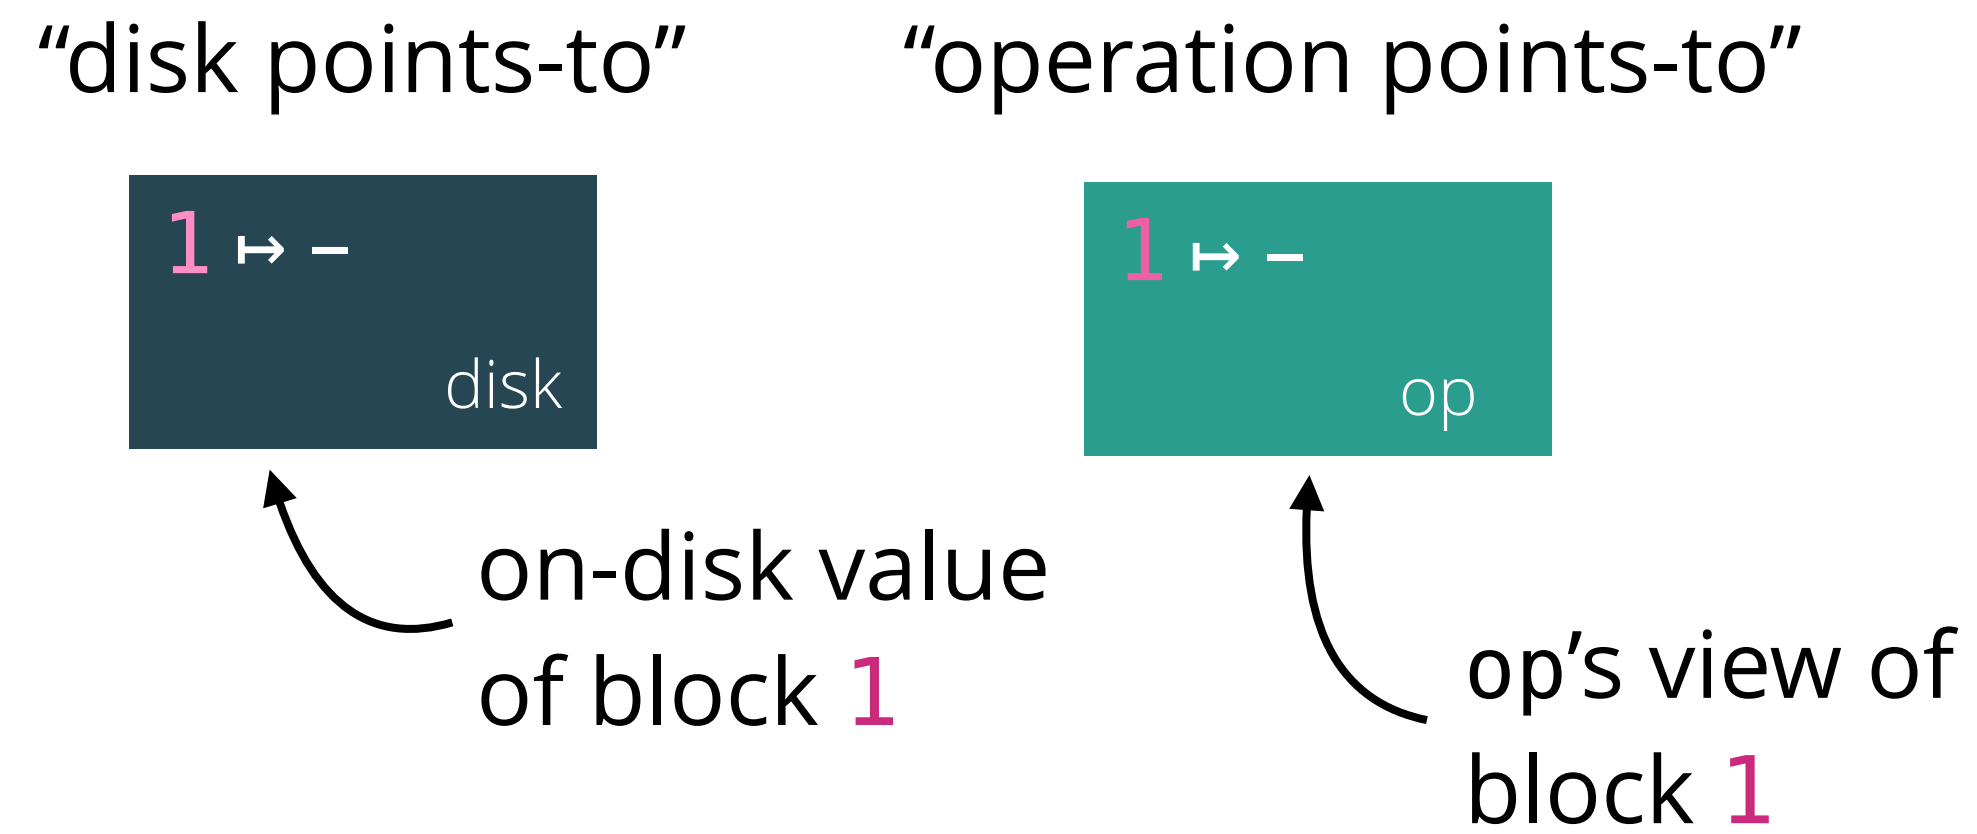 “disk points-to”
1 ↦ −
disk
on-disk value
of block 1
“operation points-to”
1 ↦ −
op
op’s view of
block 1